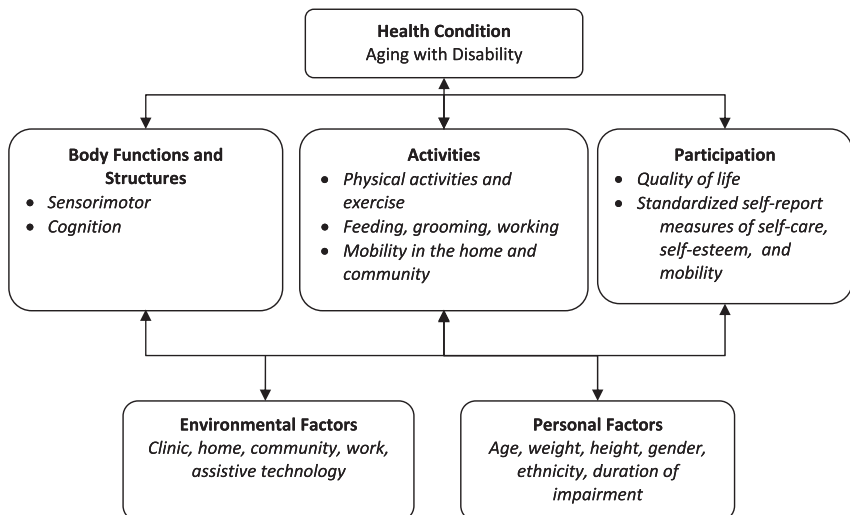 Health Condition
Aging with Disability
Body Functions and
Structures
• Sensorimotor
• Cognition
Activities
• Physical activities and
exercise
• Feeding, grooming, working
• Mobility in the home and
community
Participation
• Quality of life
• Standardized self-report
measures of self-care,
self-esteem, and
mobility
Environmental Factors
Clinic, home, community, work,
assistive technology
Personal Factors
Age, weight, height, gender,
ethnicity, duration of
impairment